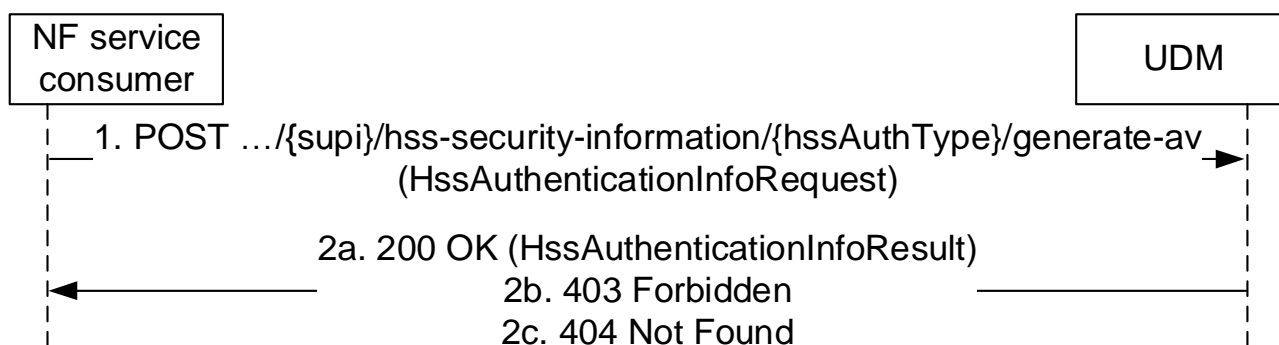 NF service
consumer
UDM
1. POST …/{supi}/hss-security-information/{hssAuthType}/generate-av
(HssAuthenticationInfoRequest)
2a. 200 OK (HssAuthenticationInfoResult)
2b. 403 Forbidden
2c. 404 Not Found